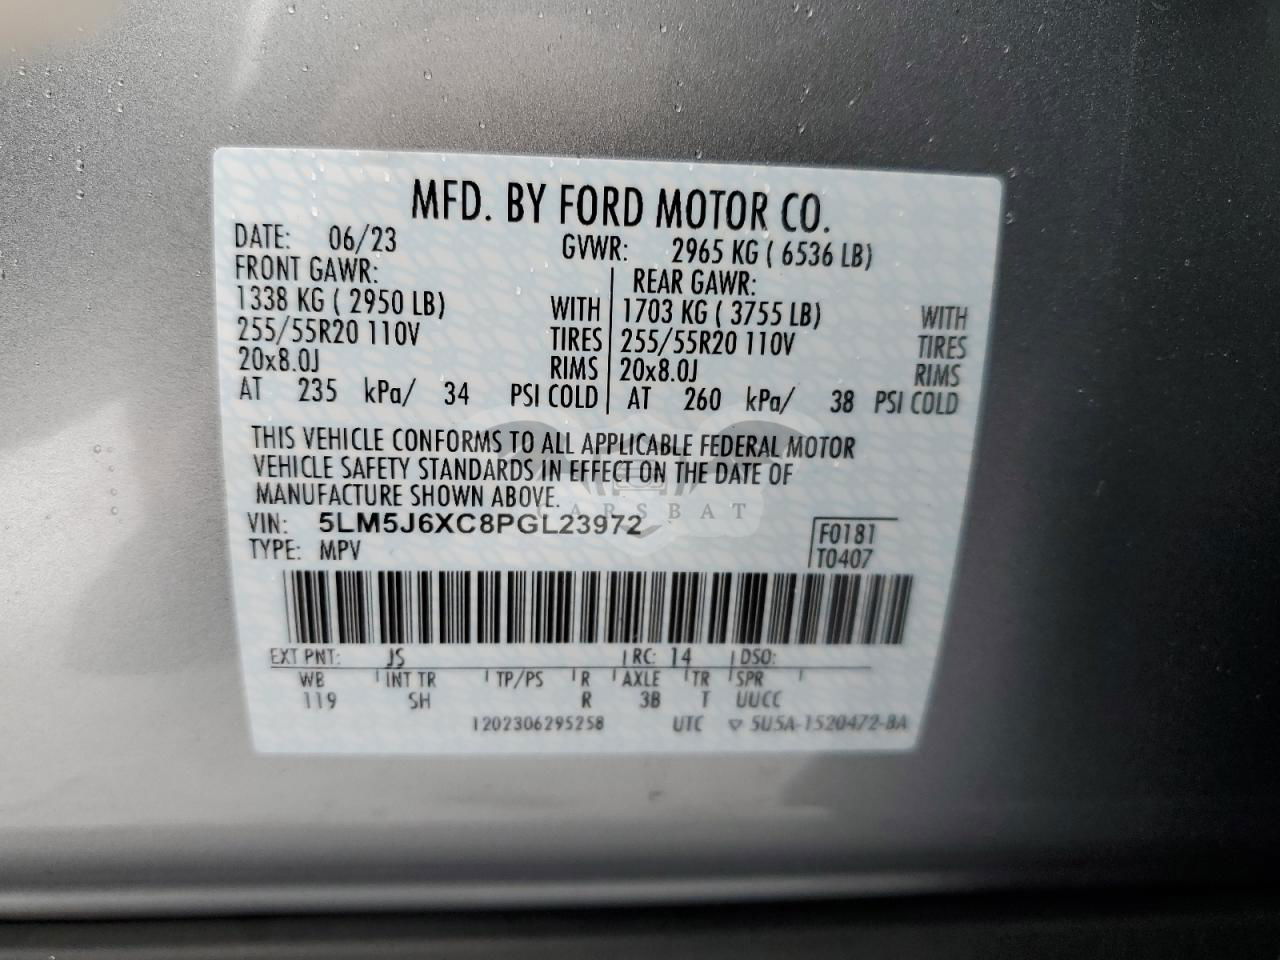 MFD. BY FORD MOTOR CO.
DATE: 06/23 GVWR: 2965 KG ( 6536 LB)
FRONT GAWR: REAR GAWR:
1338 KG ( 2950 LB) WITH 1703 KG ( 3755 LB) WITH
255/55R20 110V TIRES 255/55R20 110V TIRES
20x8.0J RIMS 20x8.0J RIMS
AT 235 kPa/ 34 PSI COLD AT 260 kPa/ 38 PSI COLD
THIS VEHICLE CONFORMS TO ALL APPLICABLE FEDERAL MOTOR
VEHICLE SAFETY STANDARDS IN EFFECT ON THE DATE OF
MANUFACTURE SHOWN ABOVE.
CARSBAT
VIN: 5LM5J6XC8PGL23972 F0181
TYPE: MPV T0407
EXT PNT: JS RC: 14 DSO:
WB INT TR TP/PS R AXLE TR SPR
119 SH R 3B T UUCC
1202306295258 UTC ▽ 5U5A-1520472-BA